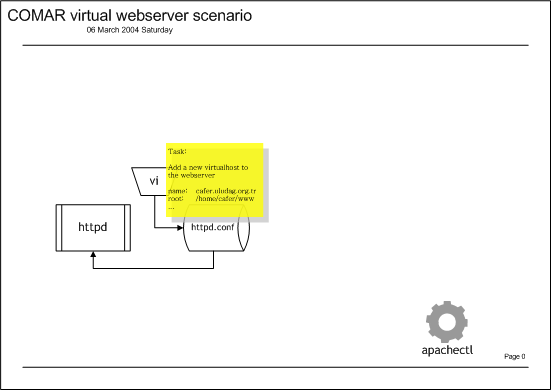 COMAR virtual webserver scenario
06 March 2004 Saturday
Task:
Add a new virtualhost to
the webserver
name: cafer.uludag.org.tr
root: /home/cafer/www
...
vi
httpd
httpd.conf
apachectl
Page 0